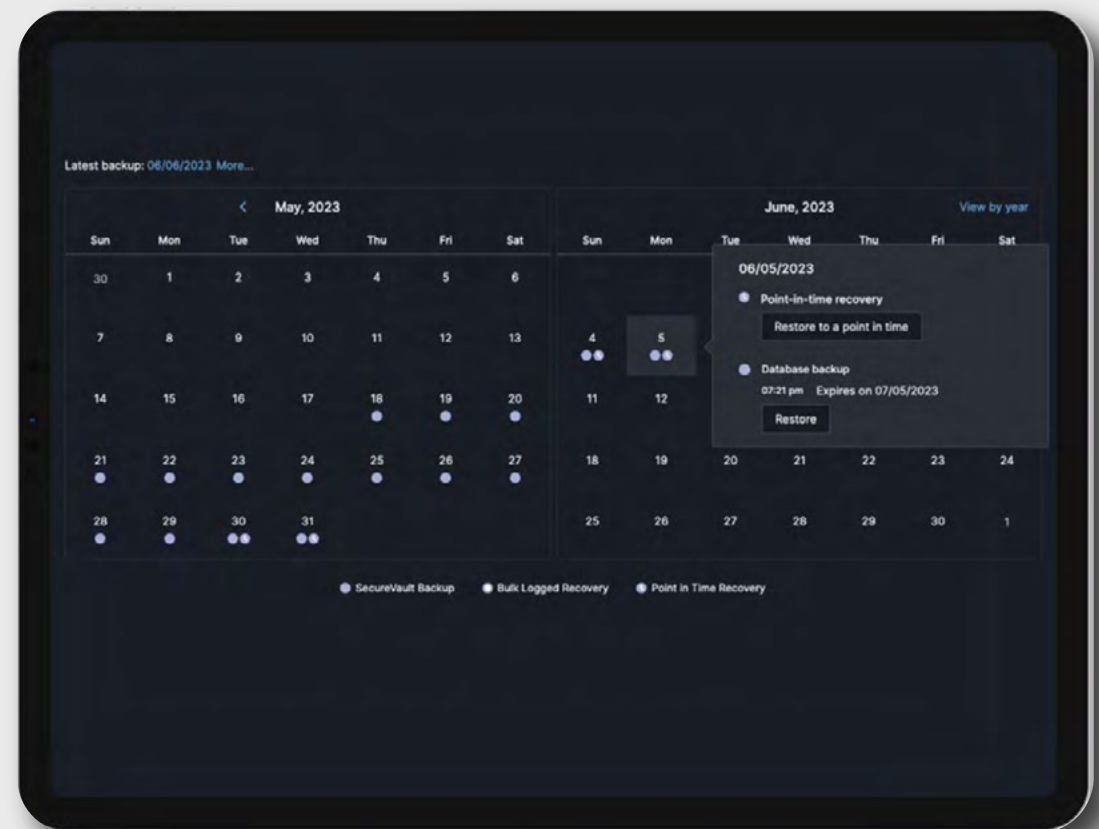 Latest backup: 06/06/2023 More...
< May, 2023
Sun Mon Tue Wed Thu Fri Sat
30 1 2 3 4 5 6
7 8 9 10 11 12 13
14 15 16 17 18 19 20
21 22 23 24 25 26 27
28 29 30 31
June, 2023 View by year
Sun Mon Tue Wed Thu Fri Sat
4 5
11 12
18 19 20 21 22 23 24
25 26 27 28 29 30 1
06/05/2023
Point-in-time recovery
Restore to a point in time
Database backup
07:21 pm Expires on 07/05/2023
Restore
SecureVault Backup Bulk Logged Recovery Point in Time Recovery